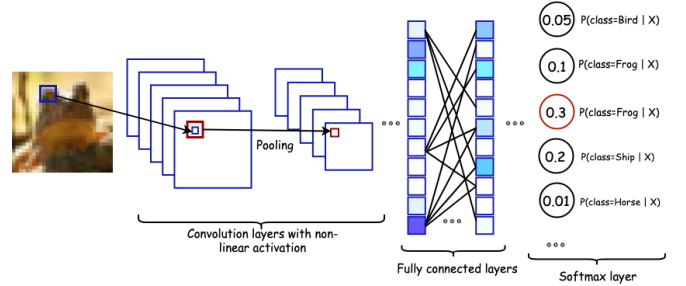 0.05 P(class=Bird | X)
0.1 P(class=Frog | X)
0.3 P(class=Frog | X)
0.2 P(class=Ship | X)
0.01 P(class=Horse | X)
Pooling
Convolution layers with non-
linear activation
Fully connected layers
Softmax layer